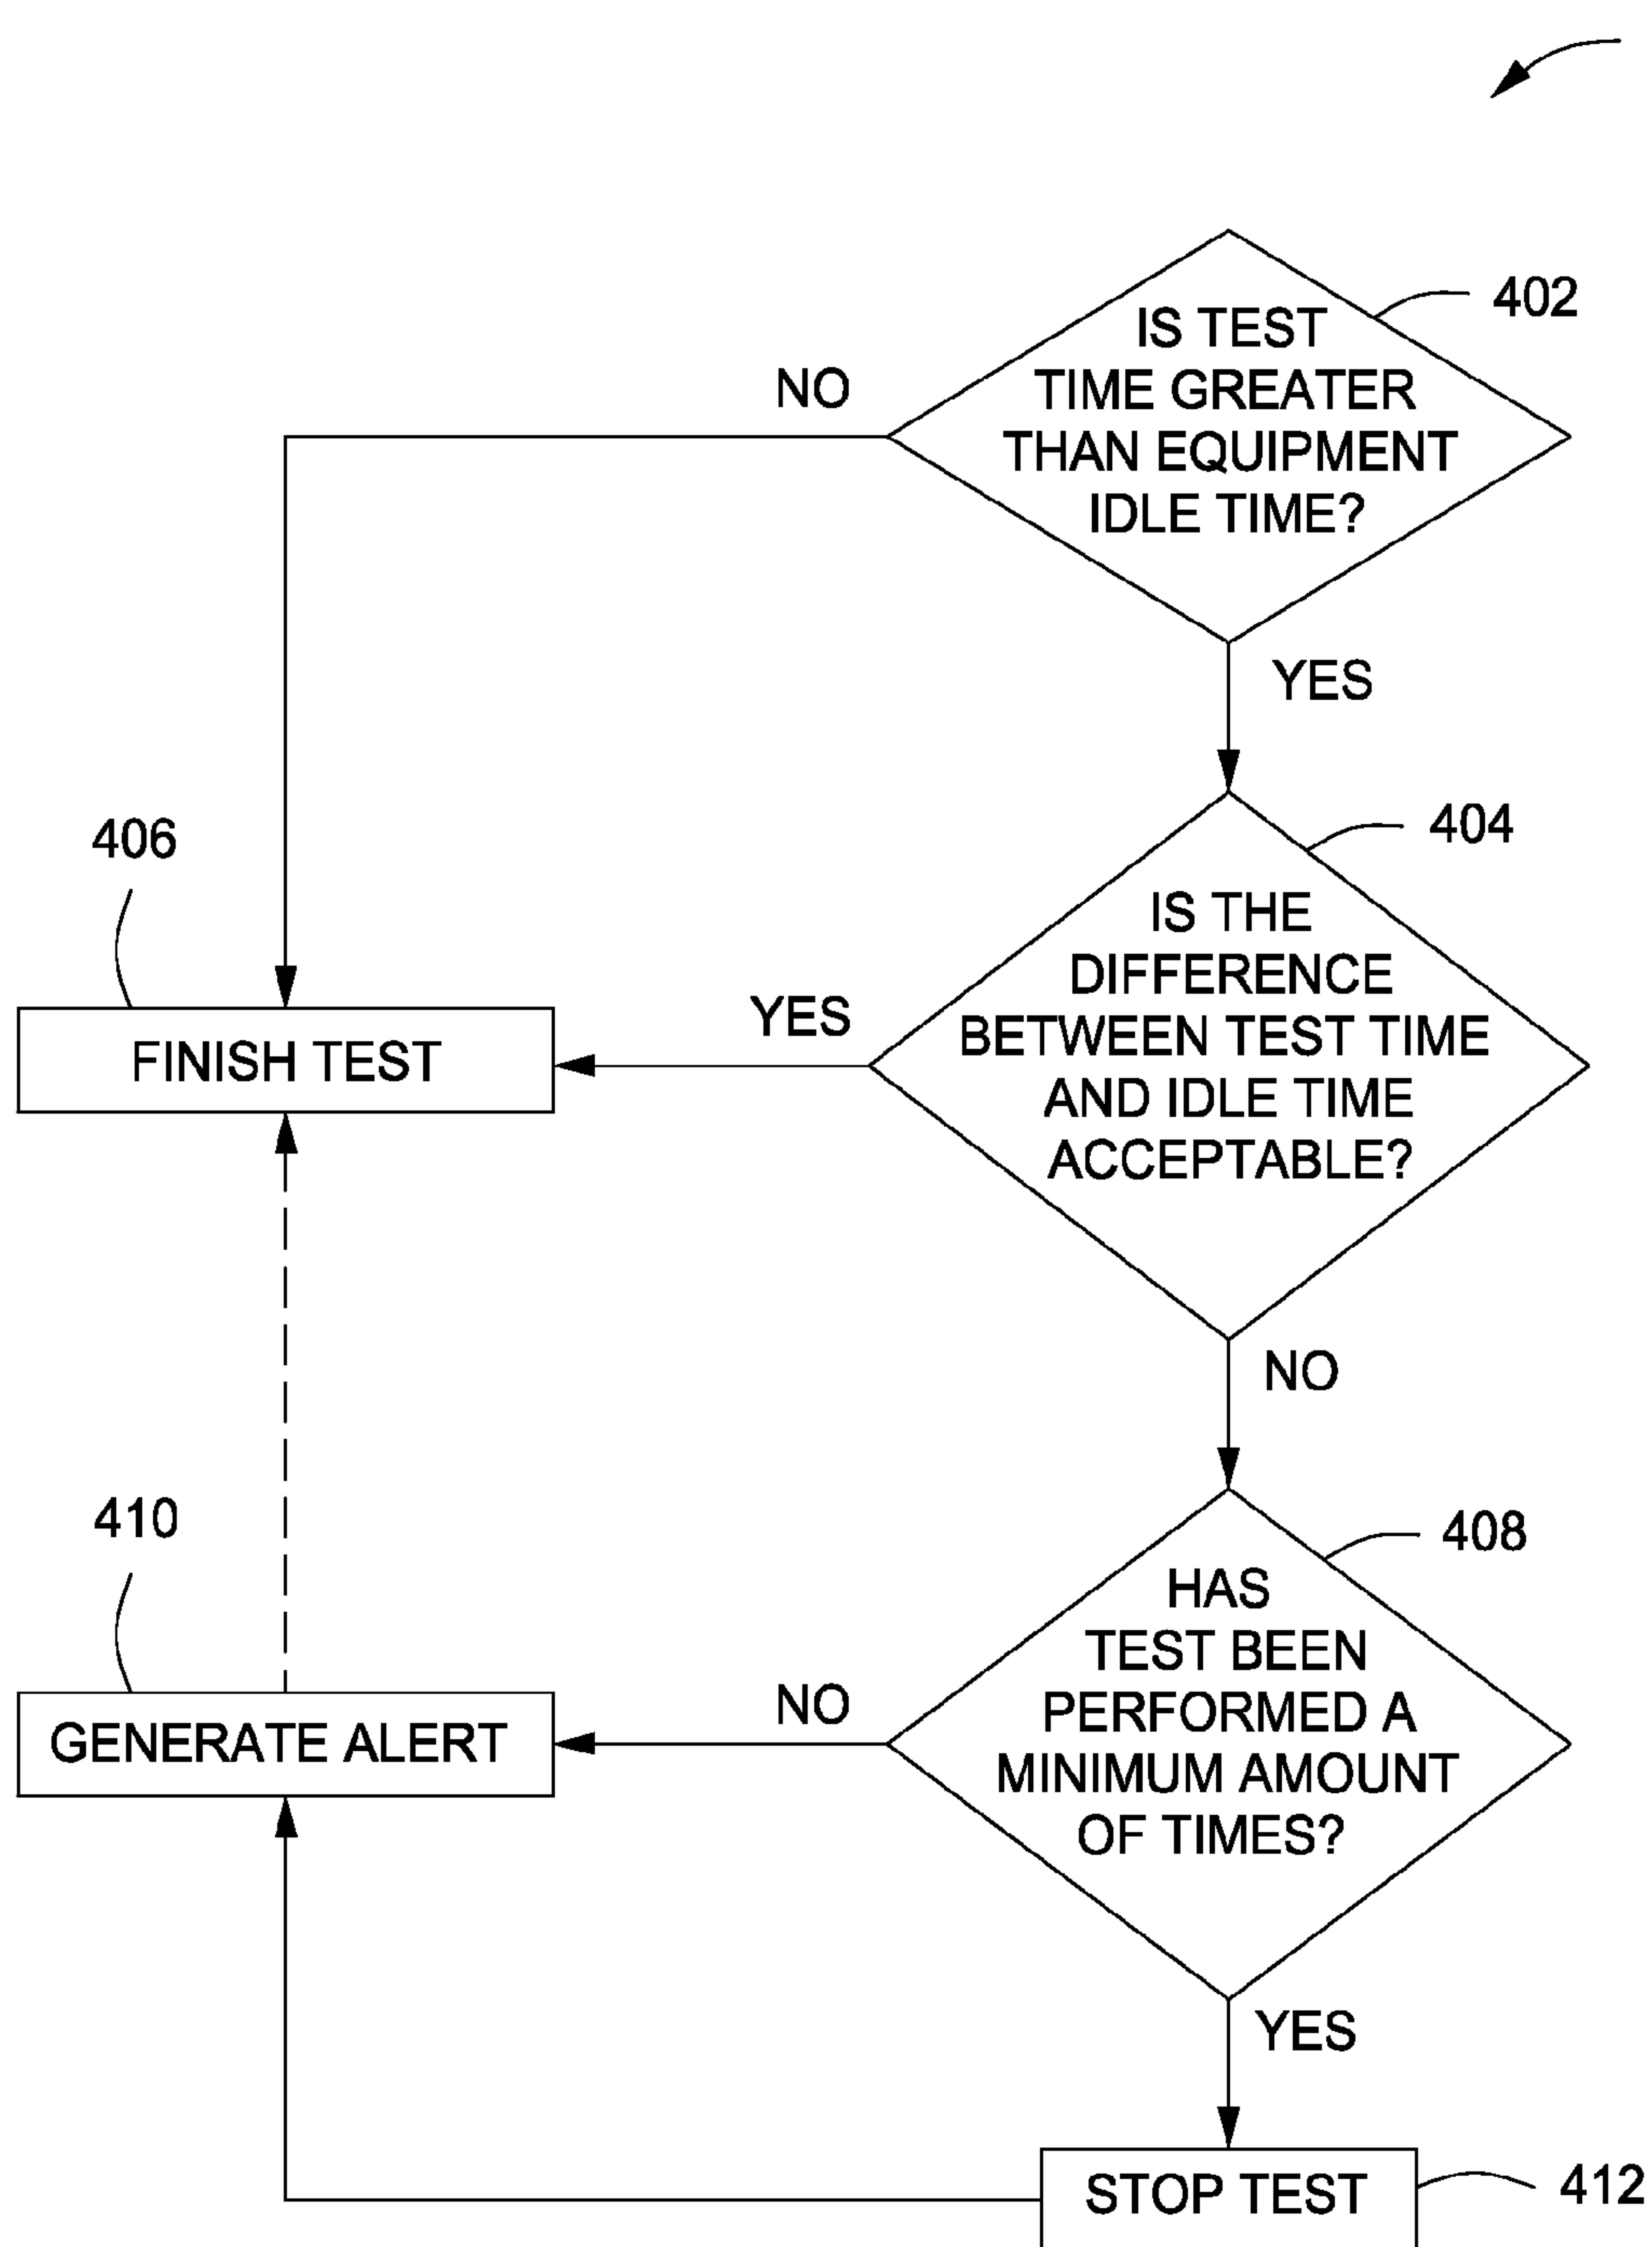 402
IS TEST
TIME GREATER
THAN EQUIPMENT
IDLE TIME?
NO
YES
404
IS THE
DIFFERENCE
BETWEEN TEST TIME
AND IDLE TIME
ACCEPTABLE?
YES
406
FINISH TEST
NO
408
HAS
TEST BEEN
PERFORMED A
MINIMUM AMOUNT
OF TIMES?
NO
410
GENERATE ALERT
YES
STOP TEST
412